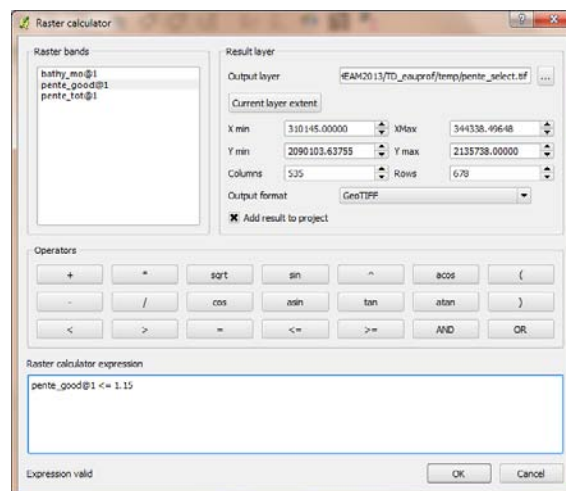 Raster calculator
Raster bands
bathy_mo@1
pente_good@1
pente_tot@1
Result layer
Output layer EAM2013/TD_eauprof/temp/pente_select.tif ...
Current layer extent
X min 310145.00000 XMax 344338.49648
Y min 2090103.63755 Y max 2135738.00000
Columns 535 Rows 678
Output format GeoTIFF
Add result to project
Operators
+ * sqrt sin ^ acos (
- / cos asin tan atan )
< > = <= >= AND OR
Raster calculator expression
pente_good@1 <= 1.15
Expression valid
OK Cancel